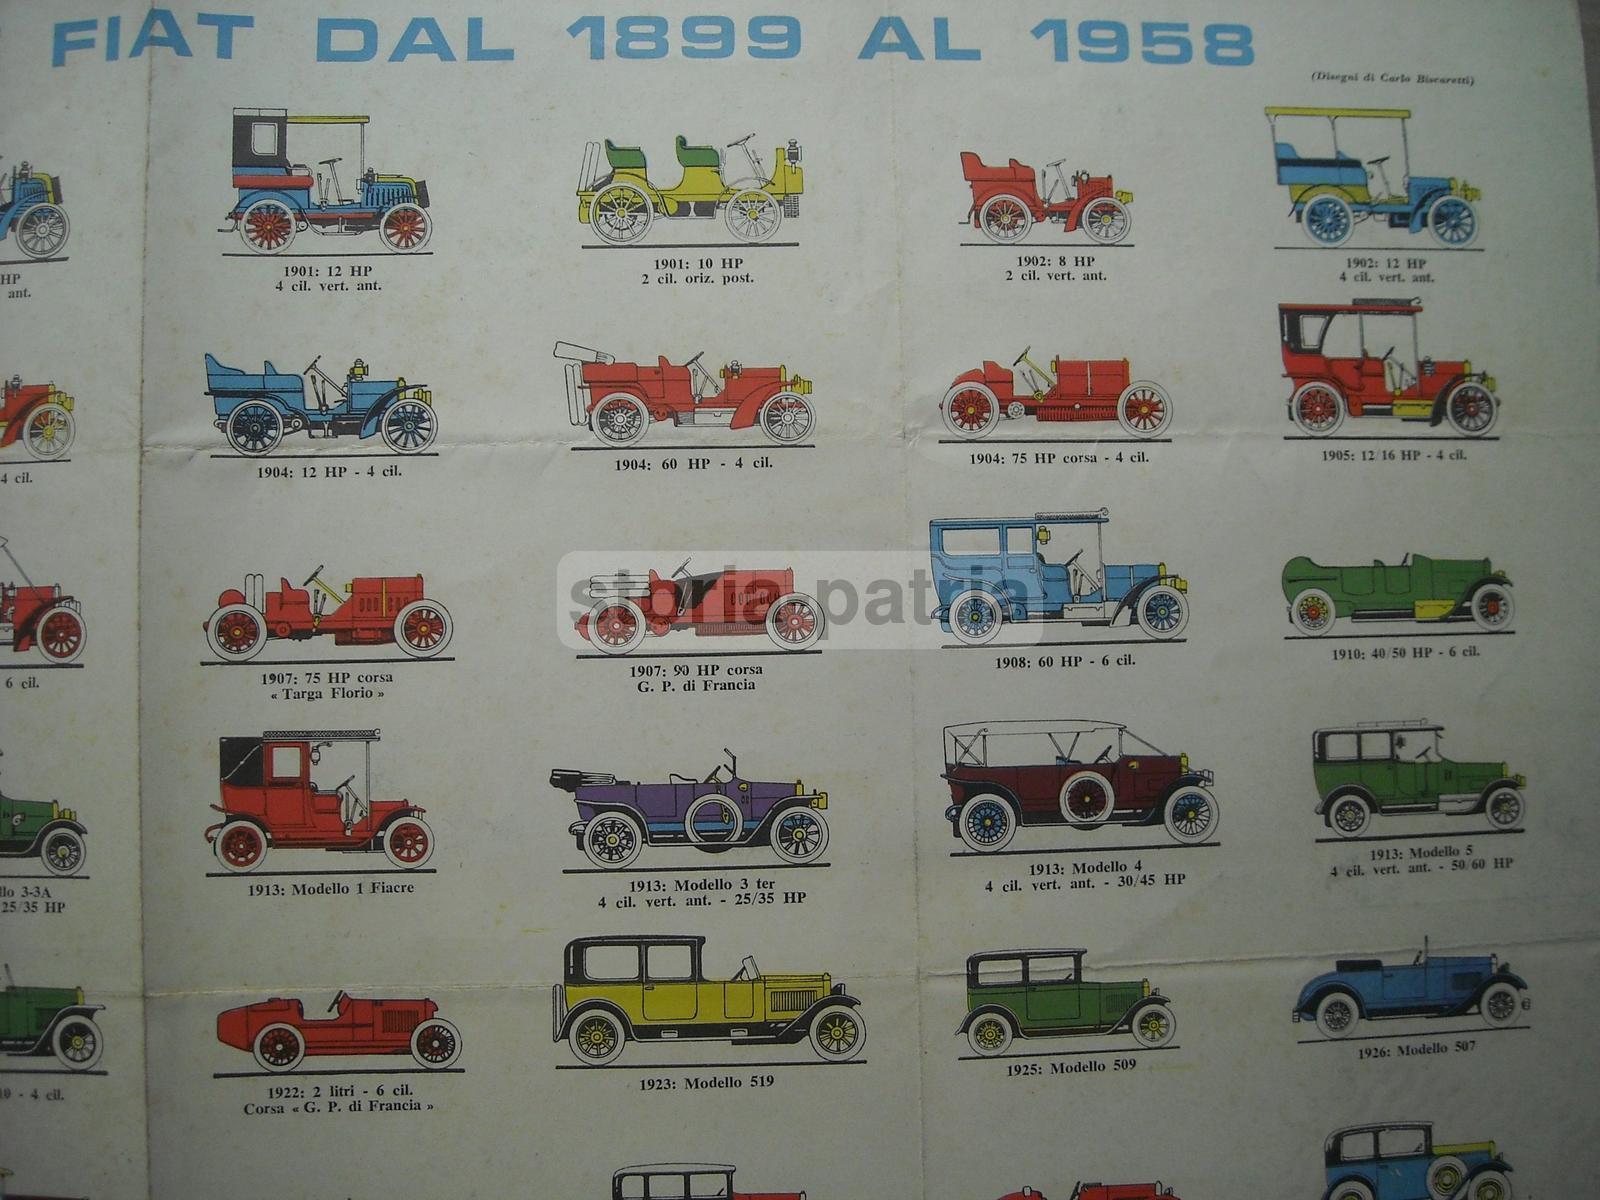 FIAT DAL 1899 AL 1958
(Disegni di Carlo Biscaretti)
HP
ant.
1901: 12 HP
4 cil. vert. ant.
1901: 10 HP
2 cil. oriz. post.
1902: 8 HP
2 cil. vert. ant.
1902: 12 HP
4 cil. vert. ant.
4 cil.
1904: 12 HP - 4 cil.
1904: 60 HP - 4 cil.
1904: 75 HP corsa - 4 cil.
1905: 12/16 HP - 4 cil.
storia patria
6 cil.
1907: 75 HP corsa
« Targa Florio »
1907: 90 HP corsa
G. P. di Francia
1908: 60 HP - 6 cil.
1910: 40/50 HP - 6 cil.
llo 3-3A
25/35 HP
1913: Modello 1 Fiacre
1913: Modello 3 ter
4 cil. vert. ant. - 25/35 HP
1913: Modello 4
4 cil. vert. ant. - 30/45 HP
1913: Modello 5
4 cil. vert. ant. - 50/60 HP
10 - 4 cil.
1922: 2 litri - 6 cil.
Corsa « G. P. di Francia »
1923: Modello 519
1925: Modello 509
1926: Modello 507